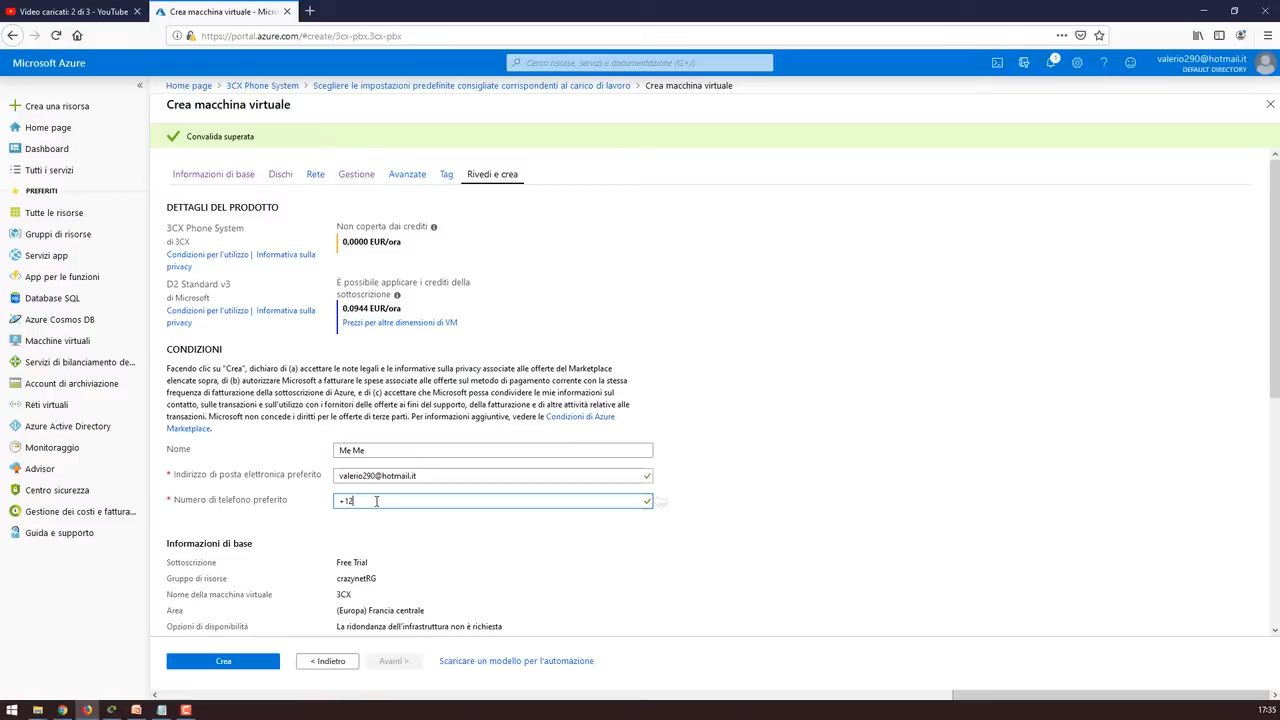 Video caricati: 2 di 3 - YouTube
Crea macchina virtuale - Micro
https://portal.azure.com/#create/3cx-pbx.3cx-pbx
Microsoft Azure
Cerca risorse, servizi e documentazione (G+/)
1
valerio290@hotmail.it
DEFAULT DIRECTORY
Home page > 3CX Phone System > Scegliere le impostazioni predefinite consigliate corrispondenti al carico di lavoro > Crea macchina virtuale
Crea macchina virtuale
Convalida superata
Crea una risorsa
Home page
Dashboard
Tutti i servizi
PREFERITI
Tutte le risorse
Gruppi di risorse
Servizi app
App per le funzioni
Database SQL
Azure Cosmos DB
Macchine virtuali
Servizi di bilanciamento de...
Account di archiviazione
Reti virtuali
Azure Active Directory
Monitoraggio
Advisor
Centro sicurezza
Gestione dei costi e fattura...
Guida e supporto
Informazioni di base Dischi Rete Gestione Avanzate Tag Rivedi e crea
DETTAGLI DEL PRODOTTO
3CX Phone System
di 3CX
Condizioni per l'utilizzo | Informativa sulla
privacy
Non coperta dai crediti
0,0000 EUR/ora
D2 Standard v3
di Microsoft
Condizioni per l'utilizzo | Informativa sulla
privacy
È possibile applicare i crediti della
sottoscrizione
0,0944 EUR/ora
Prezzi per altre dimensioni di VM
CONDIZIONI
Facendo clic su "Crea", dichiaro di (a) accettare le note legali e le informative sulla privacy associate alle offerte del Marketplace
elencate sopra, di (b) autorizzare Microsoft a fatturare le spese associate alle offerte sul metodo di pagamento corrente con la stessa
frequenza di fatturazione della sottoscrizione di Azure, e di (c) accettare che Microsoft possa condividere le mie informazioni sul
contatto, sulle transazioni e sull'utilizzo con i fornitori delle offerte ai fini del supporto, della fatturazione e di altre attività relative alle
transazioni. Microsoft non concede i diritti per le offerte di terze parti. Per informazioni aggiuntive, vedere le Condizioni di Azure
Marketplace.
Nome
Me Me
* Indirizzo di posta elettronica preferito
valerio290@hotmail.it
* Numero di telefono preferito
+12
Informazioni di base
Sottoscrizione Free Trial
Gruppo di risorse crazynetRG
Nome della macchina virtuale 3CX
Area (Europa) Francia centrale
Opzioni di disponibilità La ridondanza dell'infrastruttura non è richiesta
Crea
< Indietro
Avanti >
Scaricare un modello per l'automazione
17:35